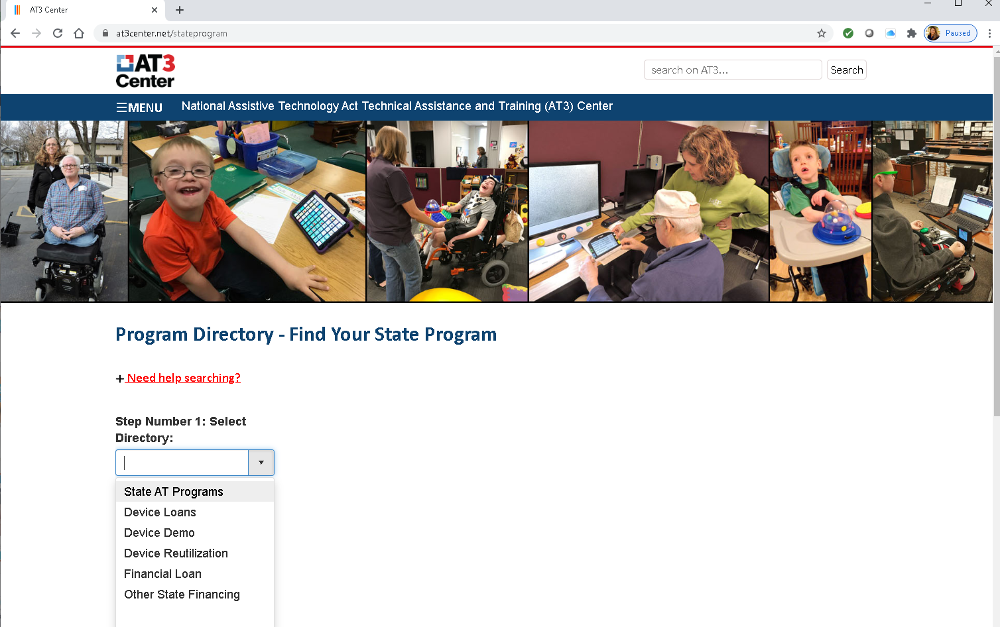 AT3 Center
at3center.net/stateprogram
Paused
AT3
Center
search on AT3...
Search
MENU
National Assistive Technology Act Technical Assistance and Training (AT3) Center
Program Directory - Find Your State Program
+ Need help searching?
Step Number 1: Select
Directory:
State AT Programs
Device Loans
Device Demo
Device Reutilization
Financial Loan
Other State Financing